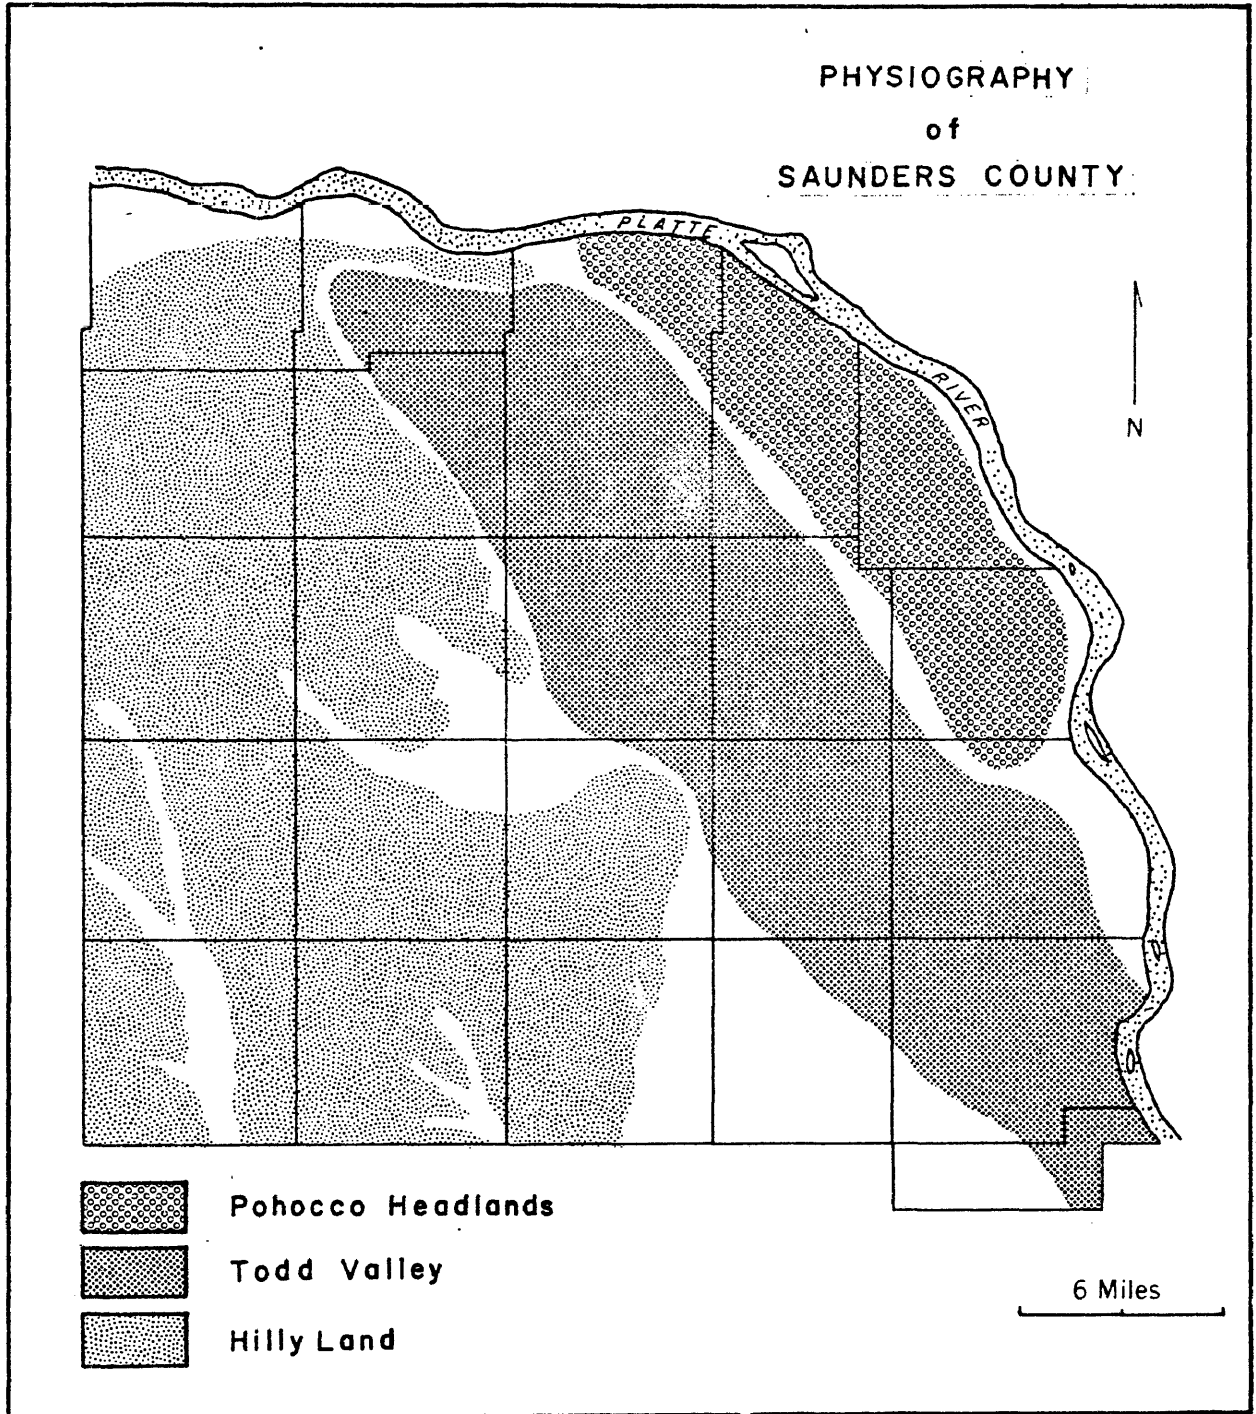 PHYSIOGRAPHY
of
SAUNDERS COUNTY
PLATTE
RIVER
N
Pohocco Headlands
Todd Valley
6 Miles
Hilly Land